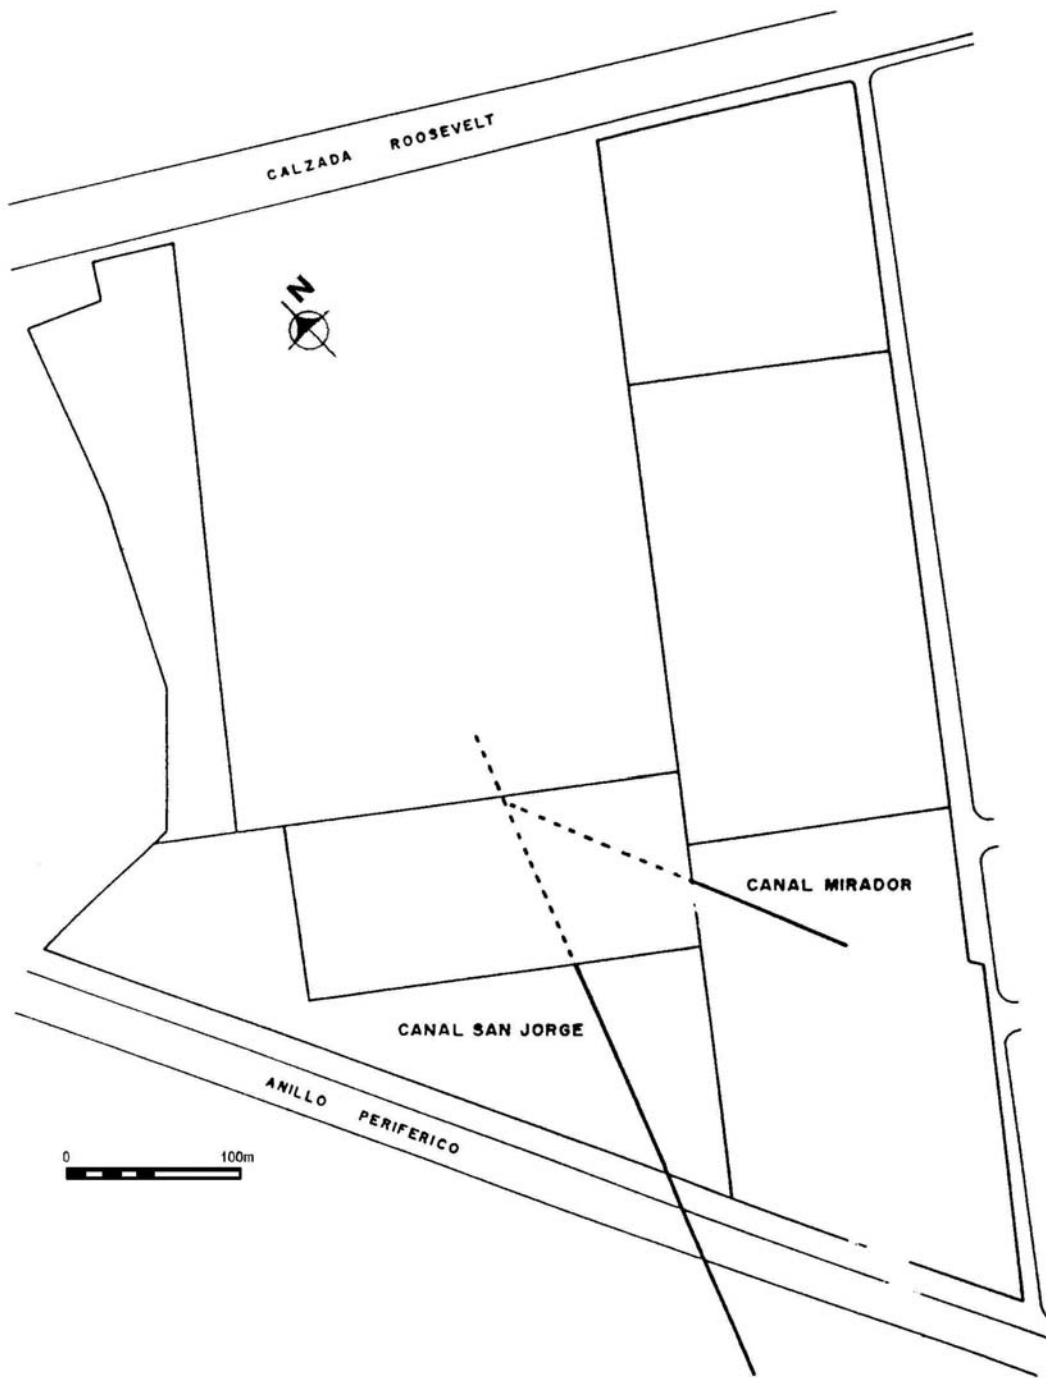 CALZADA ROOSEVELT
N
CANAL MIRADOR
CANAL SAN JORGE
ANILLO PERIFERICO
0 100m